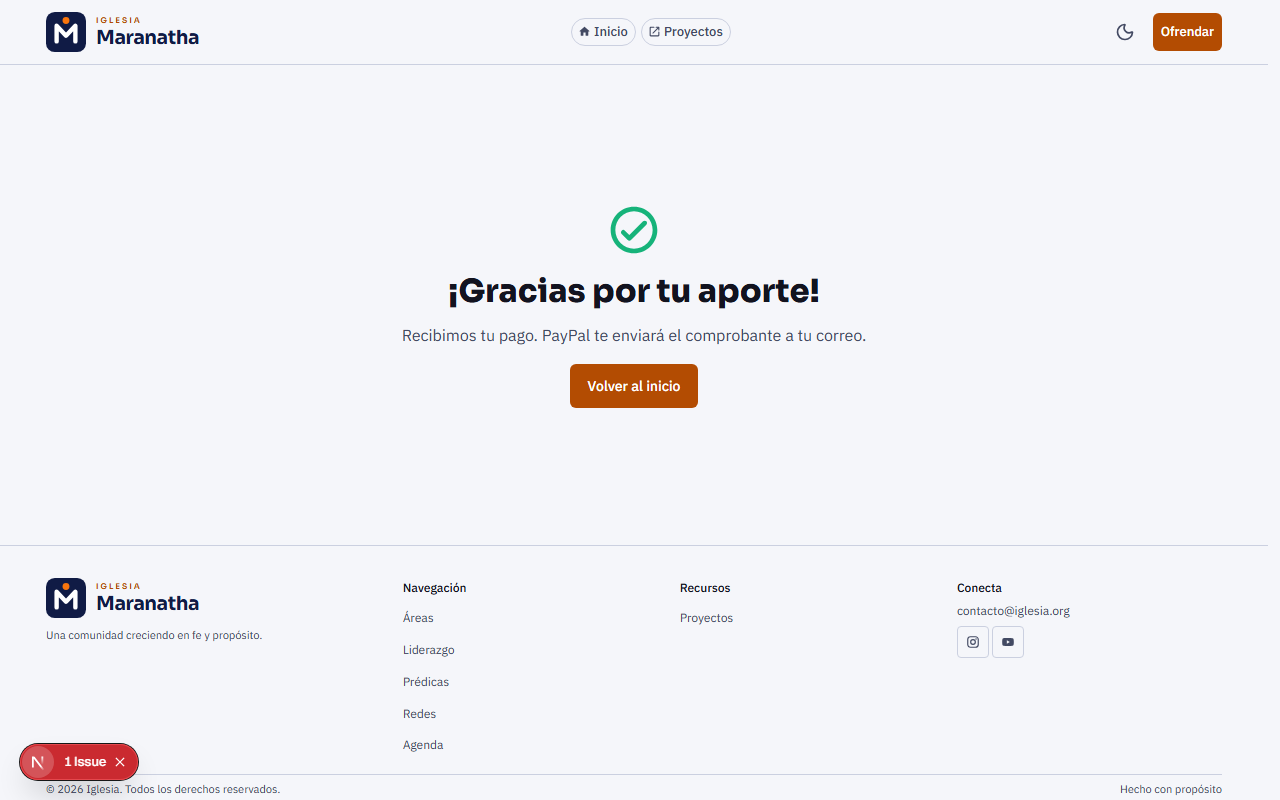 IGLESIA
Maranatha
Inicio
Proyectos
Ofrendar
¡Gracias por tu aporte!
Recibimos tu pago. PayPal te enviará el comprobante a tu correo.
Volver al inicio
IGLESIA
Maranatha
Una comunidad creciendo en fe y propósito.
Navegación
Áreas
Liderazgo
Prédicas
Redes
Agenda
Recursos
Proyectos
Conecta
contacto@iglesia.org
1 Issue
© 2026 Iglesia. Todos los derechos reservados.
Hecho con propósito